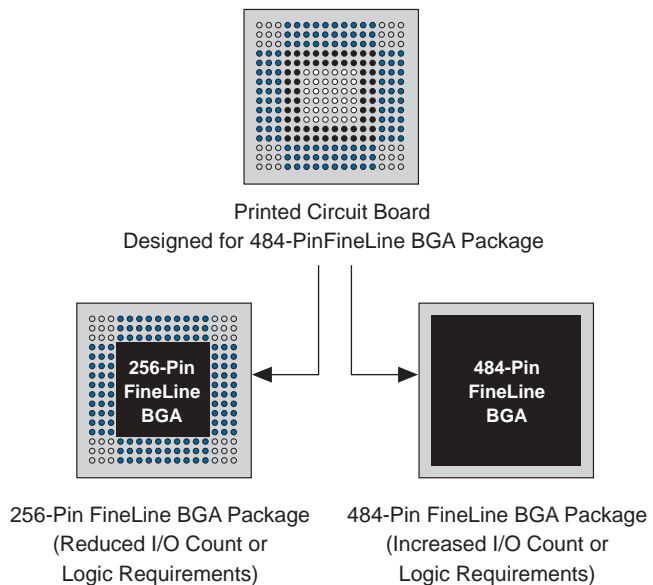 Printed Circuit Board
Designed for 484-PinFineLine BGA Package
256-Pin
FineLine
BGA
484-Pin
FineLine
BGA
256-Pin FineLine BGA Package
(Reduced I/O Count or
Logic Requirements)
484-Pin FineLine BGA Package
(Increased I/O Count or
Logic Requirements)